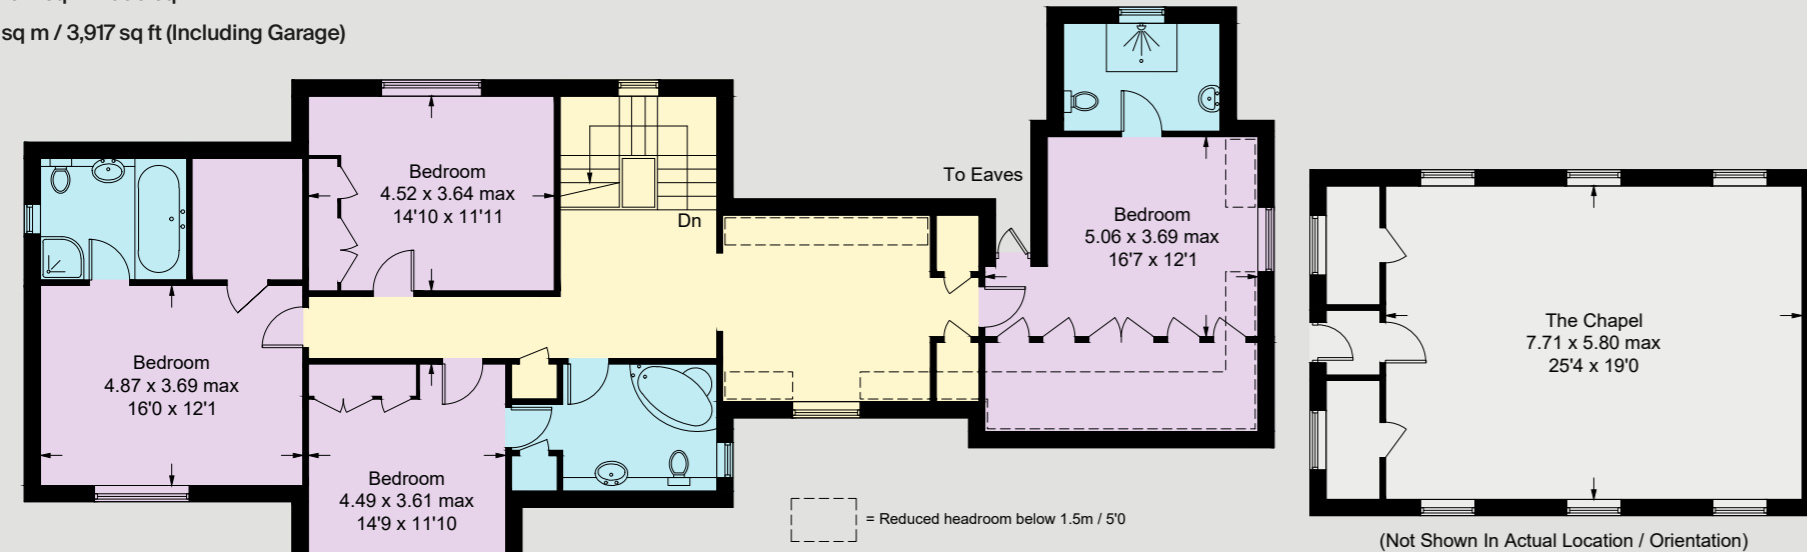 sq m / 3,917 sq ft (Including Garage)
Bedroom
4.52 x 3.64 max
14'10 x 11'11
Dn
To Eaves
Bedroom
5.06 x 3.69 max
16'7 x 12'1
The Chapel
7.71 x 5.80 max
25'4 x 19'0
Bedroom
4.87 x 3.69 max
16'0 x 12'1
Bedroom
4.49 x 3.61 max
14'9 x 11'10
= Reduced headroom below 1.5m / 5'0
(Not Shown In Actual Location / Orientation)